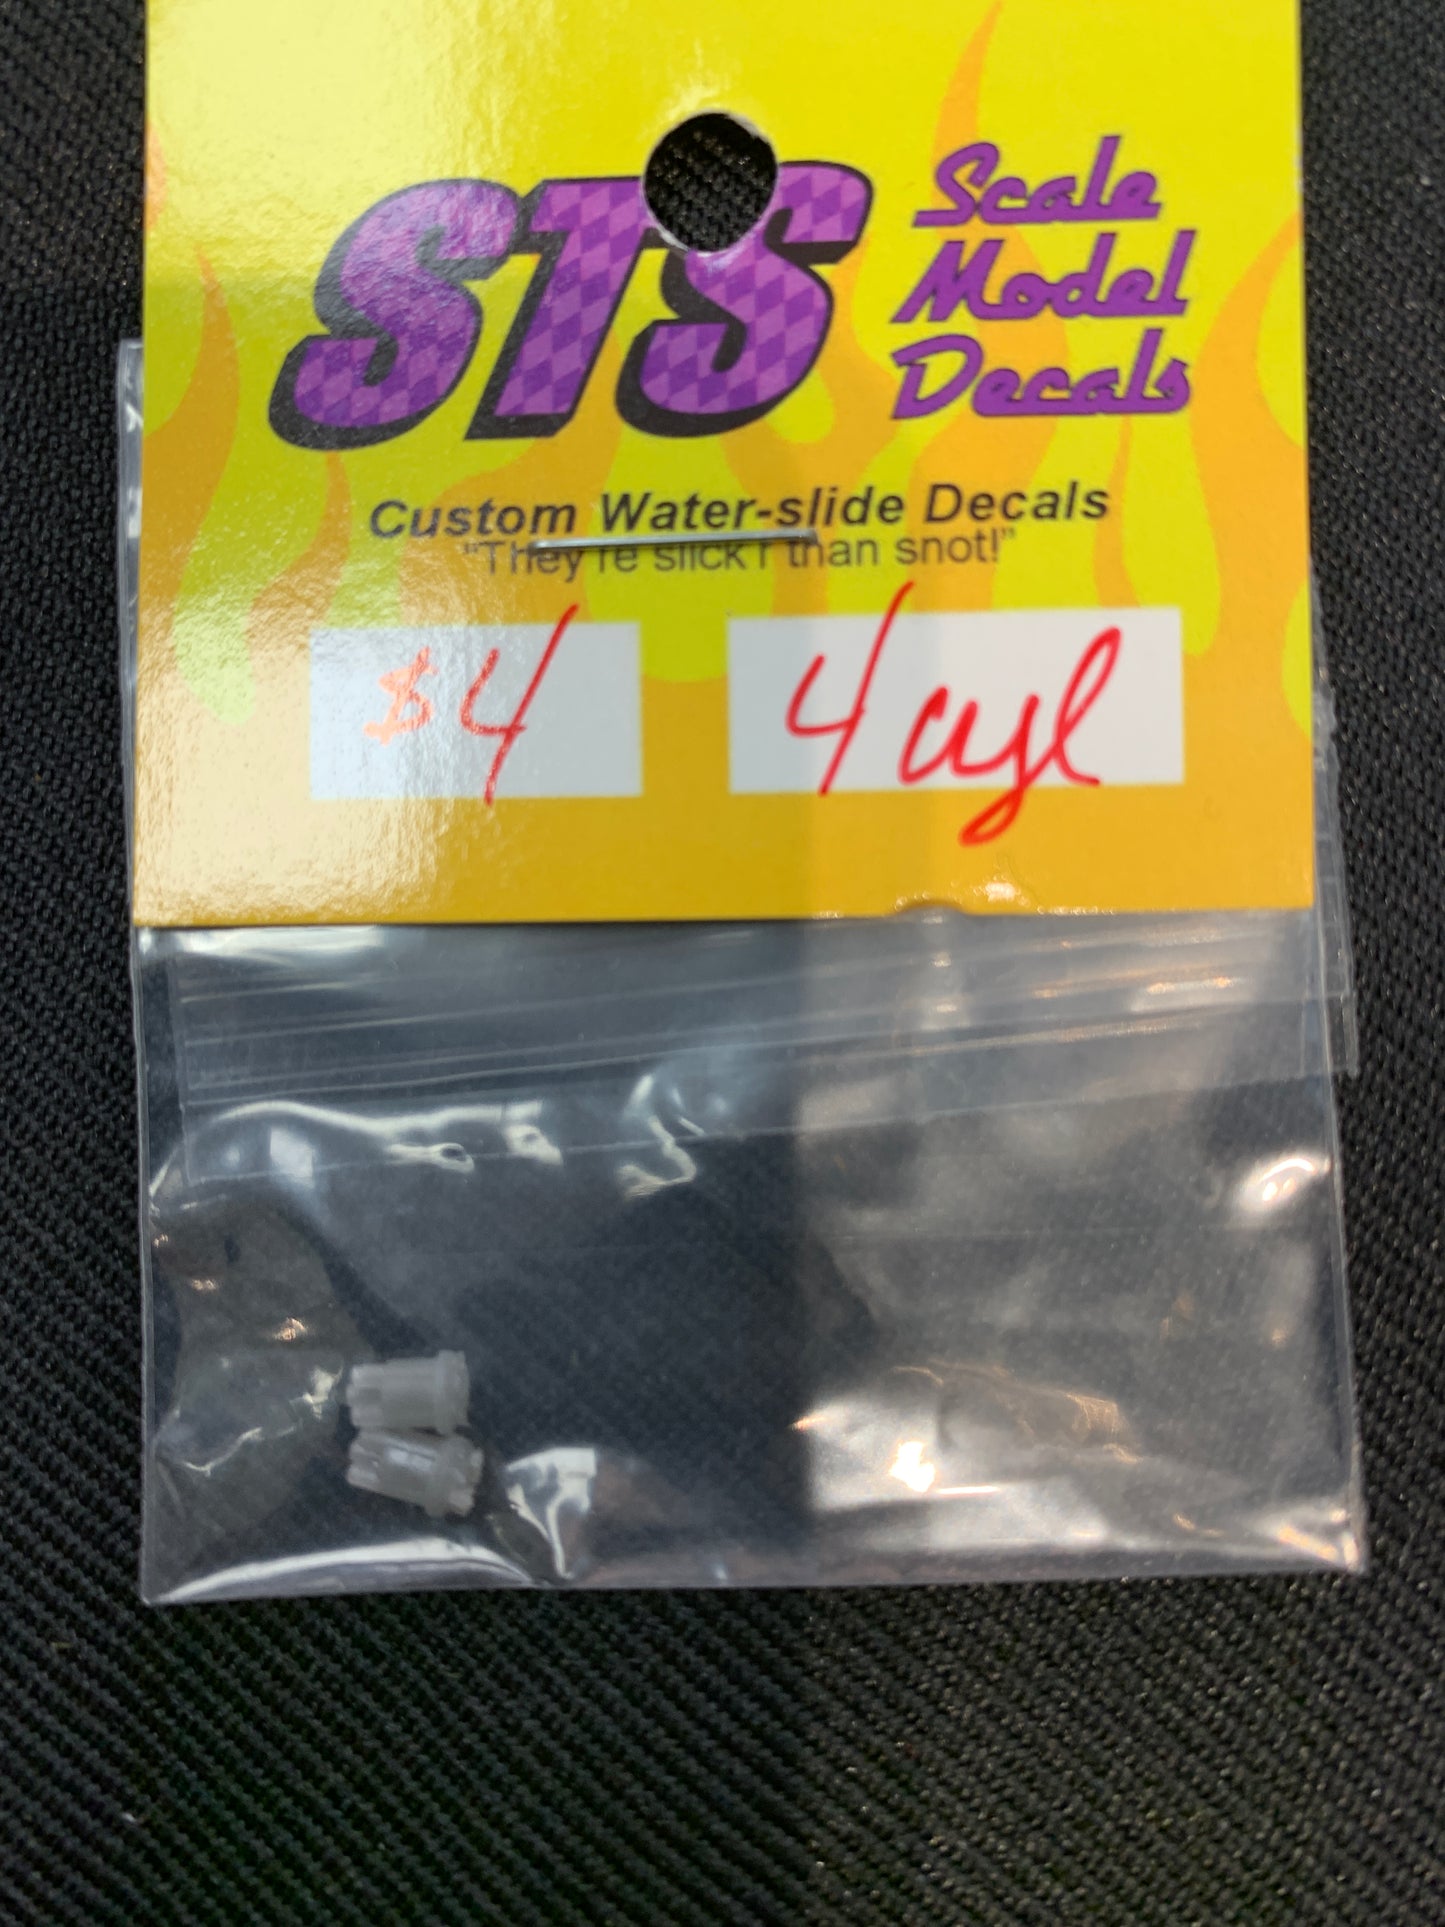 STS
Scale
Model
Decals
Custom Water-slide Decals
"They're slick'r than snot!"
$4
4 cyl